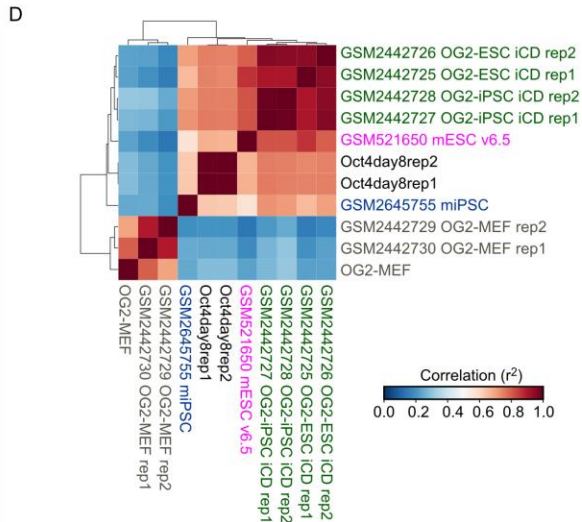 D
GSM2442726 OG2-ESC iCD rep2
GSM2442725 OG2-ESC iCD rep1
GSM2442728 OG2-iPSC iCD rep2
GSM2442727 OG2-iPSC iCD rep1
GSM521650 mESC v6.5
Oct4day8rep2
Oct4day8rep1
GSM2645755 miPSC
GSM2442729 OG2-MEF rep2
GSM2442730 OG2-MEF rep1
OG2-MEF
OG2-MEF
GSM2442730 OG2-MEF rep1
GSM2442729 OG2-MEF rep2
GSM2645755 miPSC
Oct4day8rep1
Oct4day8rep2
GSM521650 mESC v6.5
GSM2442727 OG2-iPSC iCD rep1
GSM2442728 OG2-iPSC iCD rep2
GSM2442725 OG2-ESC iCD rep1
GSM2442726 OG2-ESC iCD rep2
Correlation (r²)
0.0 0.2 0.4 0.6 0.8 1.0